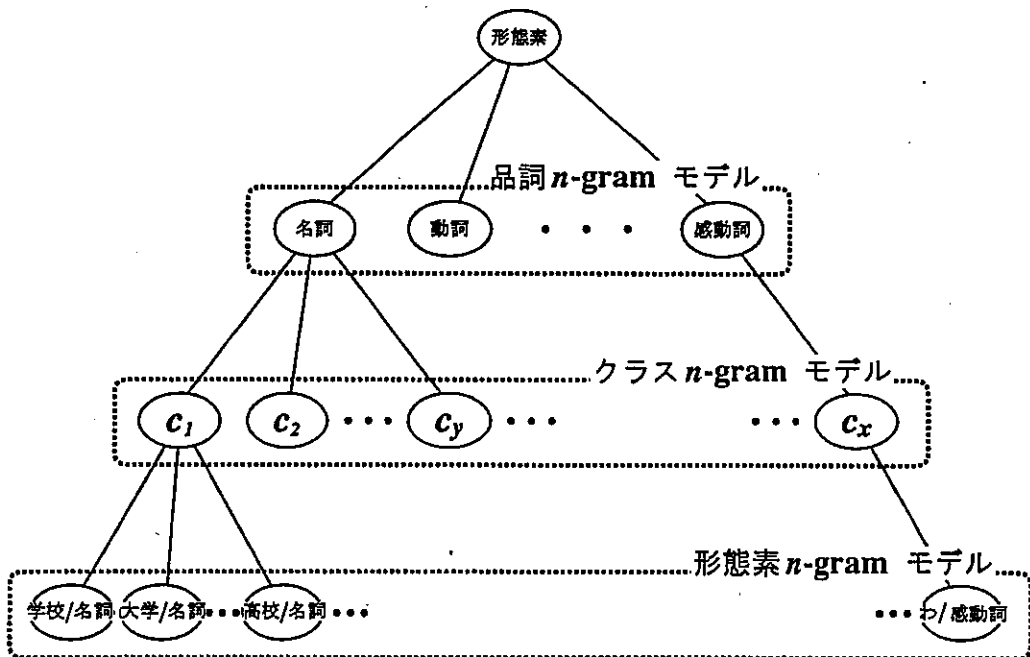 形態素
品詞n-gram モデル
名詞 動詞 ・・・ 感動詞
クラスn-gram モデル
c1 c2 ・・・ cy ・・・ ・・・ cx
形態素n-gram モデル
学校/名詞 大学/名詞 ・・・ 高校/名詞 ・・・ ・・・ わ/感動詞